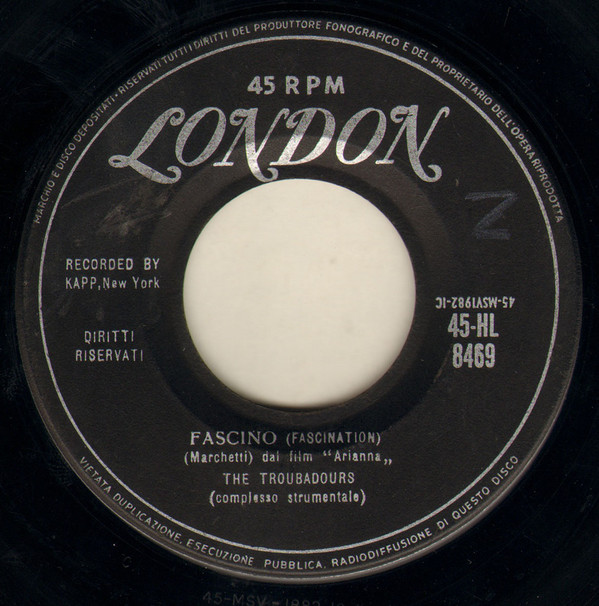 MARCHIO E DISCO DEPOSITATI • RISERVATI TUTTI I DIRITTI DEL PRODUTTORE FONOGRAFICO E DEL PROPRIETARIO DELL'OPERA RIPRODOTTA
45 RPM
LONDON
Z
RECORDED BY
KAPP, New York
45-MSV1982-1C
45-HL
8469
DIRITTI
RISERVATI
FASCINO (FASCINATION)
(Marchetti) dal film “Arianna„
THE TROUBADOURS
(complesso strumentale)
VIETATA DUPLICAZIONE, ESECUZIONE PUBBLICA, RADIODIFFUSIONE DI QUESTO DISCO